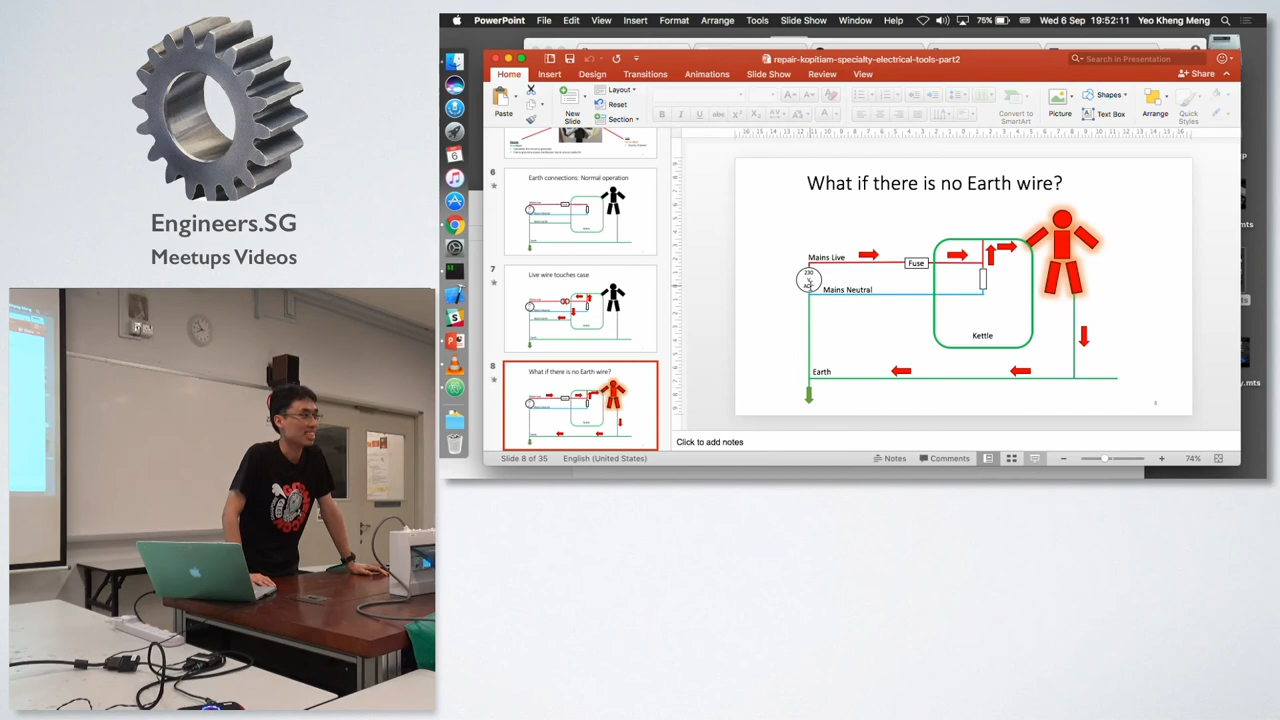 Engineers.SG
Meetups Videos
PowerPoint File Edit View Insert Format Arrange Tools Slide Show Window Help 75% Wed 6 Sep 19:52:11 Yeo Kheng Meng
repair-kopitiam-specialty-electrical-tools-part2
Search in Presentation
Home Insert Design Transitions Animations Slide Show Review View Share
Paste
New Slide
Layout
Reset
Section
Convert to SmartArt
Picture
Shapes
Text Box
Arrange
Quick Styles
6
Earth connections: Normal operation
7
Live wire touches case
8
What if there is no Earth wire?
What if there is no Earth wire?
Mains Live
Fuse
230
V
AC
Mains Neutral
Kettle
Earth
8
Click to add notes
Slide 8 of 35 English (United States) Notes Comments 74%
mts